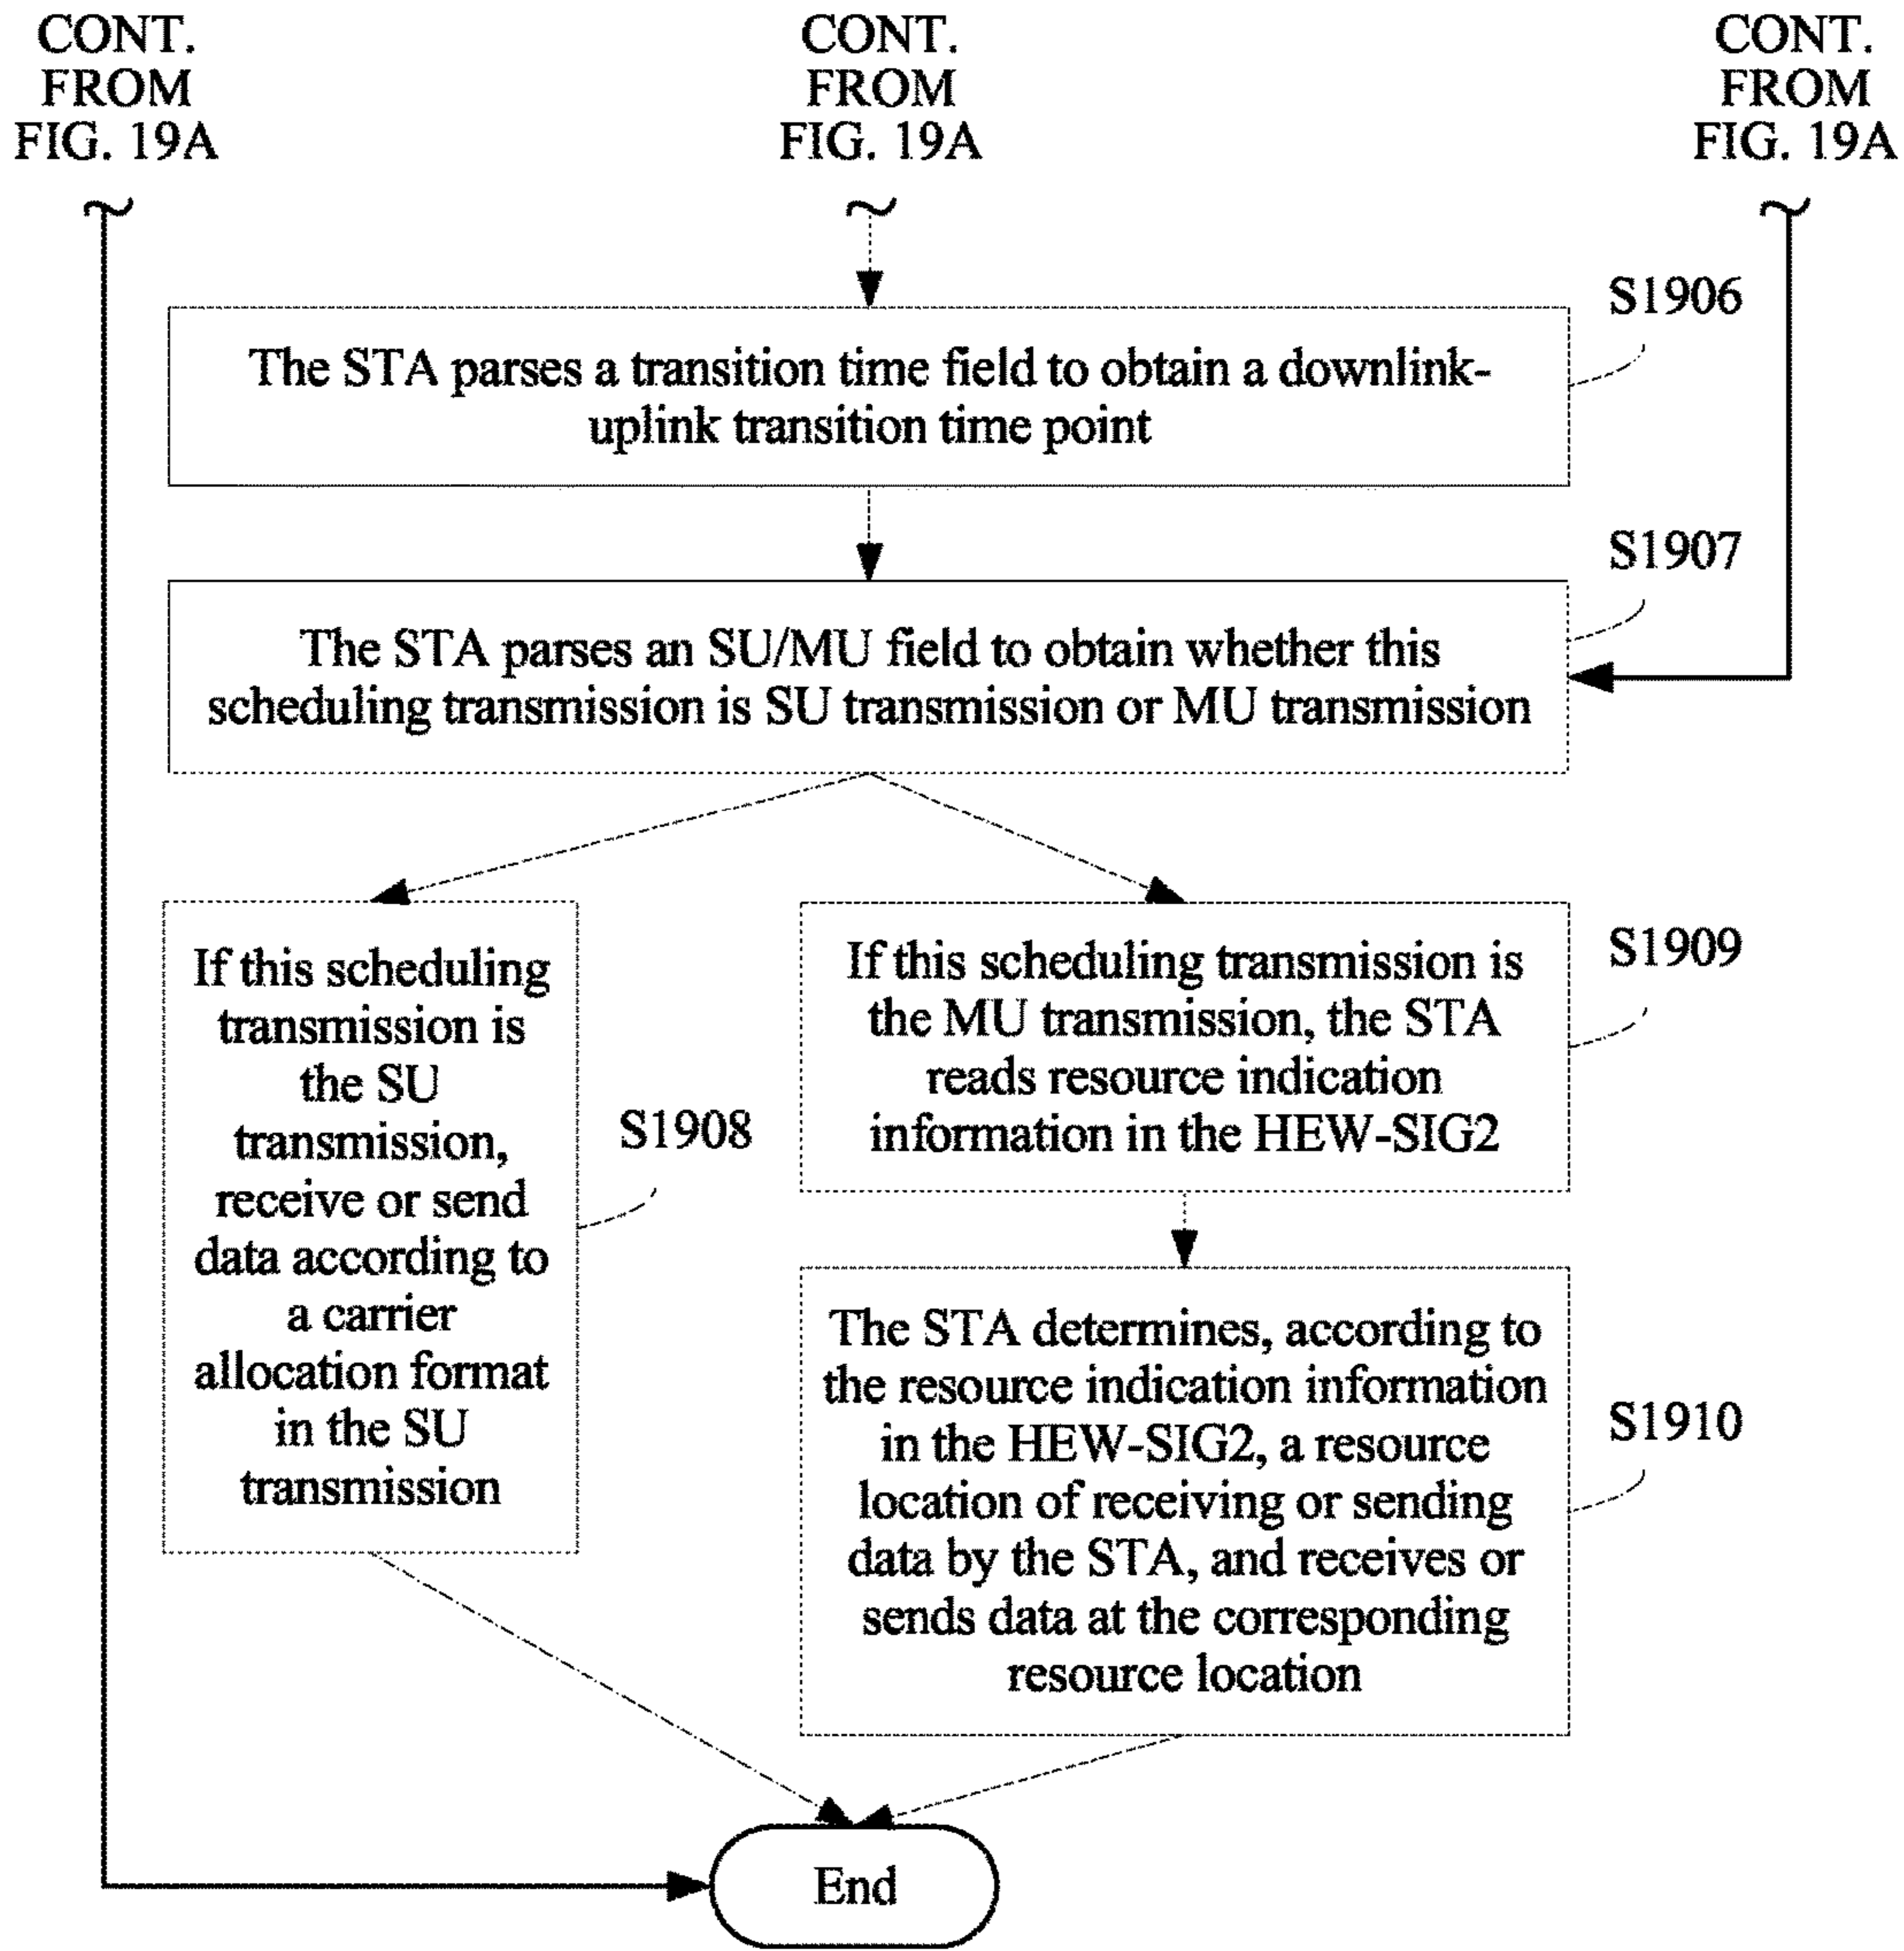 CONT.
FROM
FIG. 19A
CONT.
FROM
FIG. 19A
CONT.
FROM
FIG. 19A
S1906
The STA parses a transition time field to obtain a downlink-
uplink transition time point
S1907
The STA parses an SU/MU field to obtain whether this
scheduling transmission is SU transmission or MU transmission
If this scheduling
transmission is
the SU
transmission,
receive or send
data according to
a carrier
allocation format
in the SU
transmission
S1908
If this scheduling transmission is
the MU transmission, the STA
reads resource indication
information in the HEW-SIG2
S1909
The STA determines, according to
the resource indication information
in the HEW-SIG2, a resource
location of receiving or sending
data by the STA, and receives or
sends data at the corresponding
resource location
S1910
End